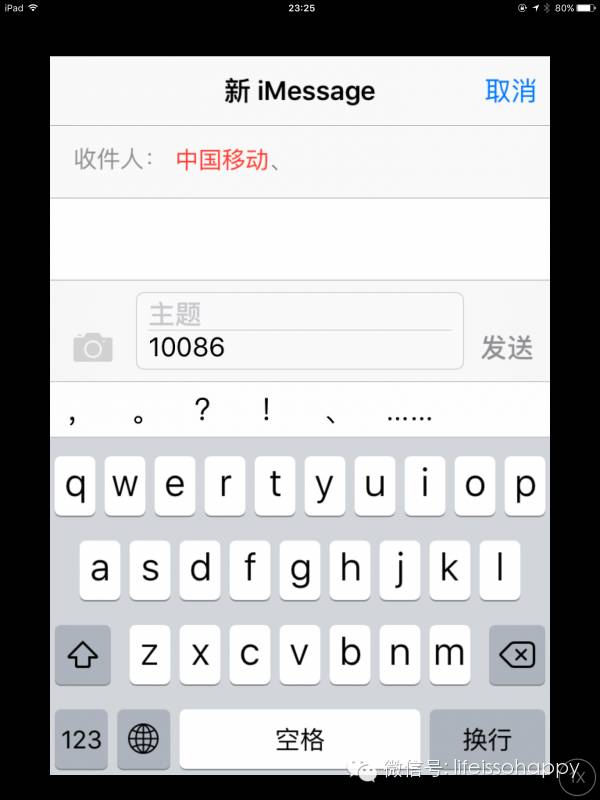 iPad 23:25 80%
新 iMessage 取消
收件人： 中国移动、
主题
10086
发送
， 。 ？ ！ 、 ……
q w e r t y u i o p
a s d f g h j k l
z x c v b n m
123 空格 换行
微信号: lifeissohappy
1X